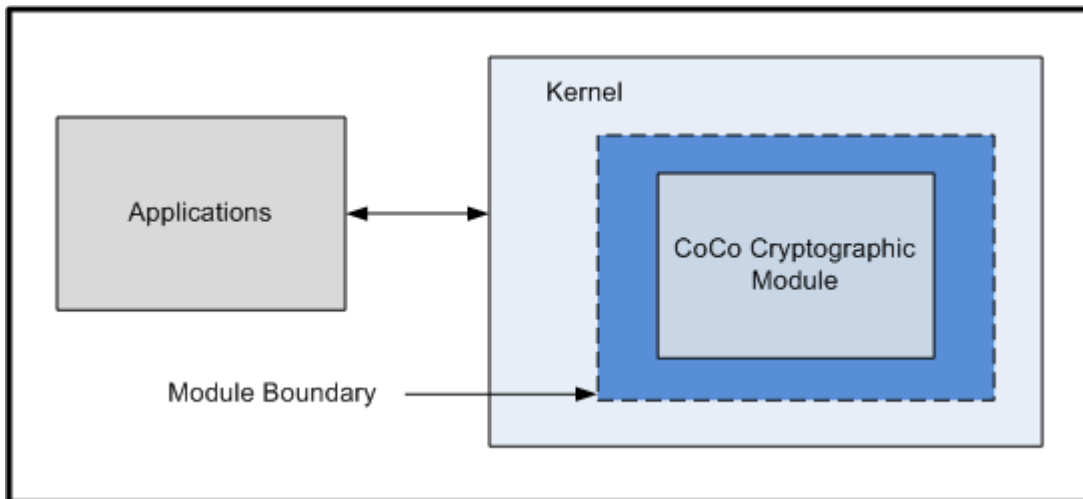 Kernel
Applications
CoCo Cryptographic
Module
Module Boundary